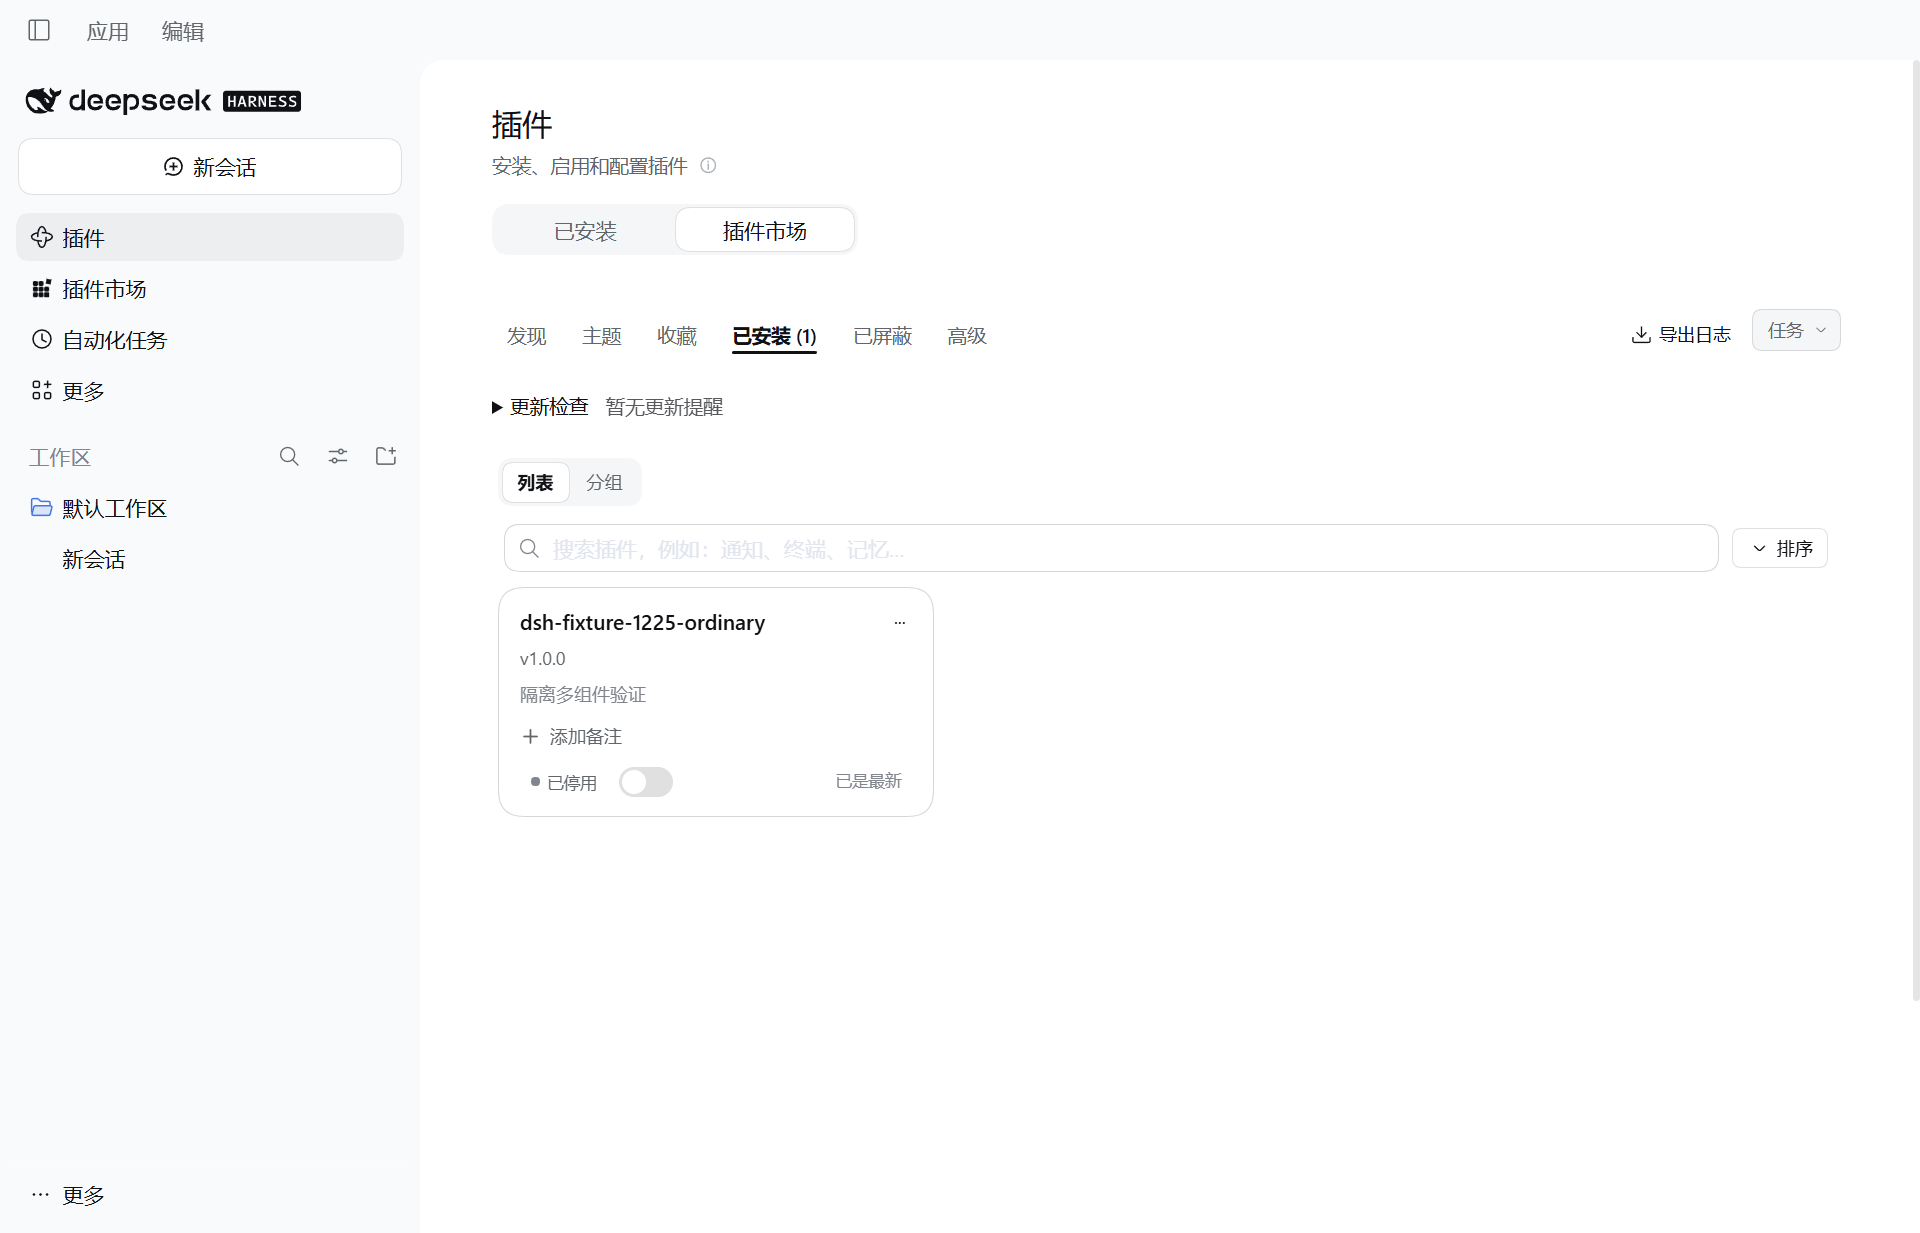 应用 编辑
deepseek HARNESS
新会话
插件
插件市场
自动化任务
更多
工作区
默认工作区
新会话
更多
插件
安装、启用和配置插件
已安装 插件市场
发现 主题 收藏 已安装 (1) 已屏蔽 高级 导出日志 任务
更新检查 暂无更新提醒
列表 分组
搜索插件，例如：通知、终端、记忆... 排序
dsh-fixture-1225-ordinary ...
v1.0.0
隔离多组件验证
添加备注
已停用 已是最新